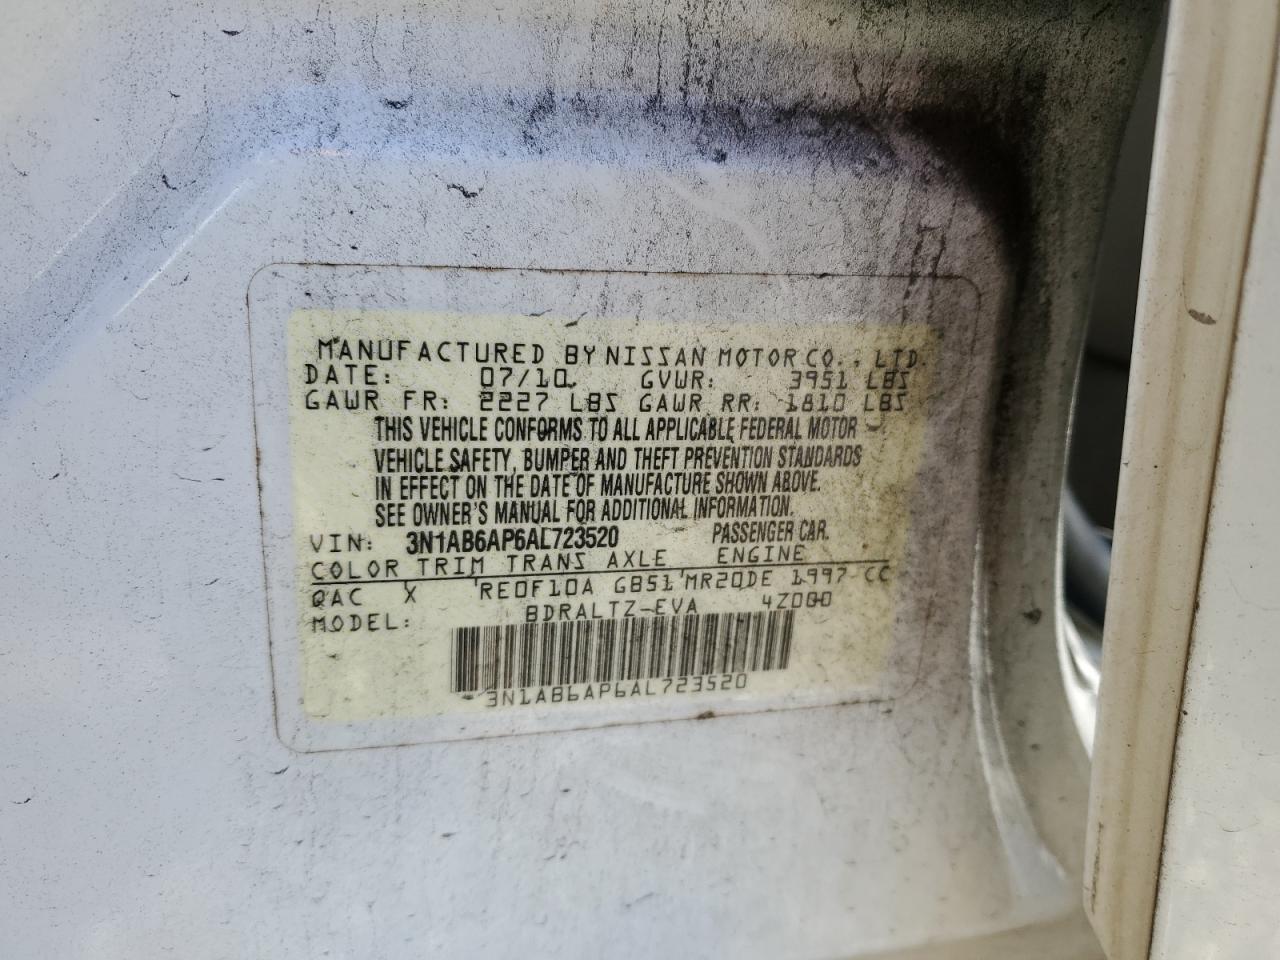 MANUFACTURED BY NISSAN MOTOR CO., LTD.
DATE: 07/10 GVWR: 3951 LBS
GAWR FR: 2227 LBS GAWR RR: 1810 LBS
THIS VEHICLE CONFORMS TO ALL APPLICABLE FEDERAL MOTOR
VEHICLE SAFETY, BUMPER AND THEFT PREVENTION STANDARDS
IN EFFECT ON THE DATE OF MANUFACTURE SHOWN ABOVE.
SEE OWNER'S MANUAL FOR ADDITIONAL INFORMATION.
VIN: 3N1AB6AP6AL723520 PASSENGER CAR.
COLOR TRIM TRANS AXLE ENGINE
QAC X RE0F10A GB51 MR20DE 1997 CC
MODEL: BDRALTZ-EVA 4Z000
3N1AB6AP6AL723520